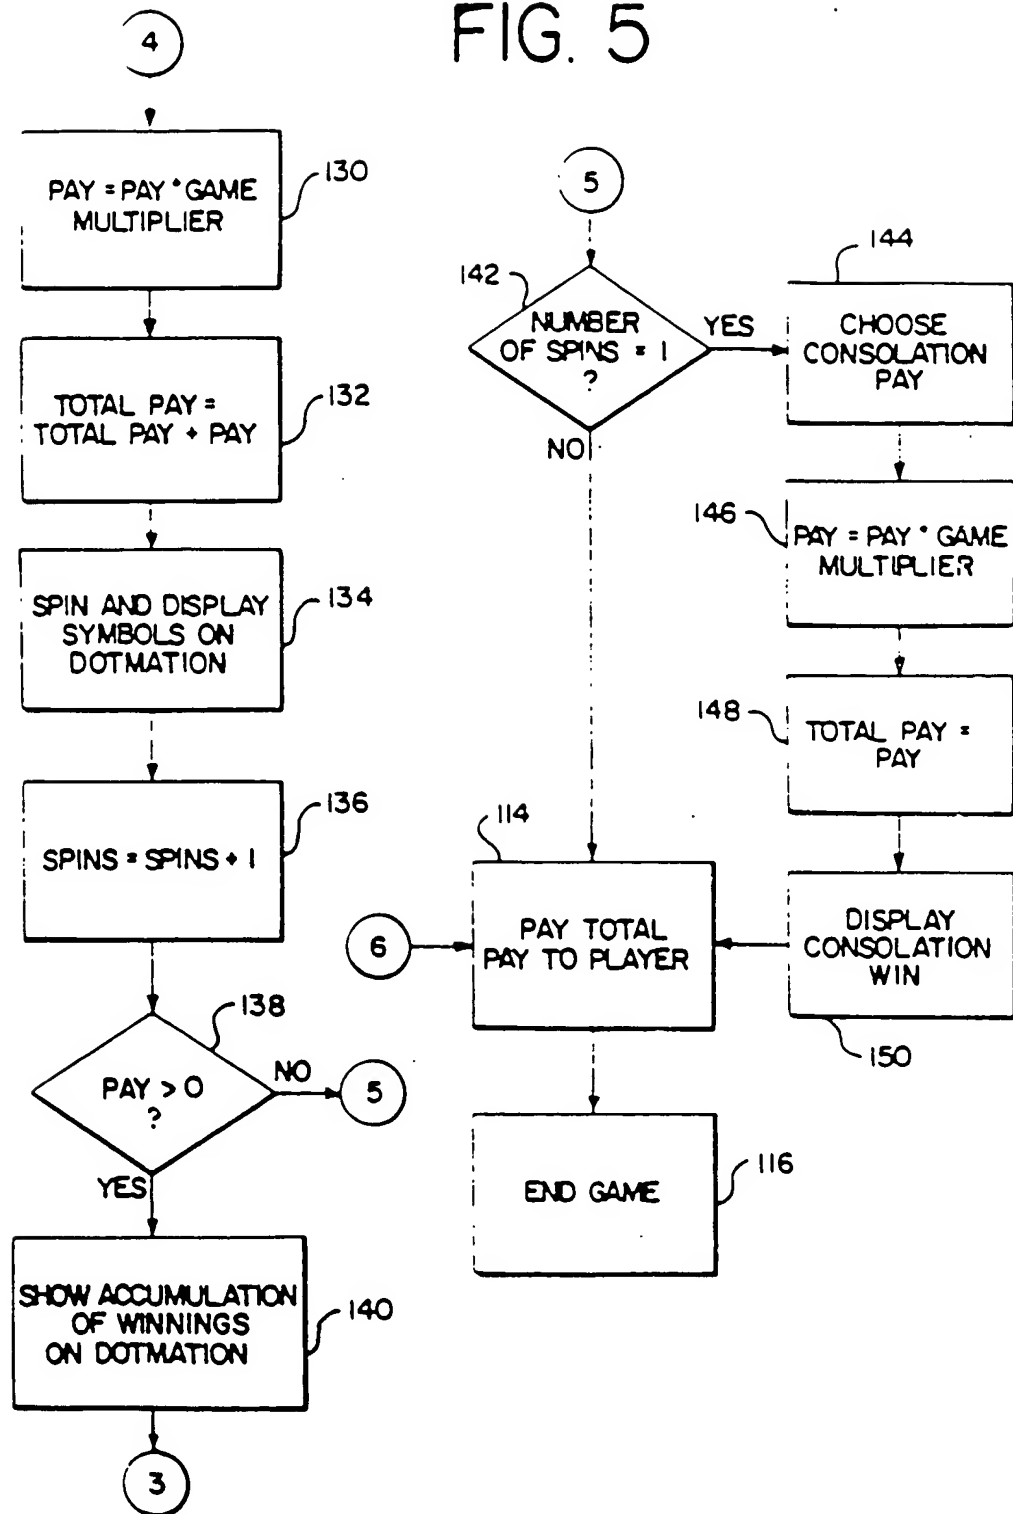 FIG. 5
4
PAY = PAY * GAME
MULTIPLIER
130
TOTAL PAY =
TOTAL PAY + PAY
132
SPIN AND DISPLAY
SYMBOLS ON
DOTMATION
134
SPINS = SPINS + 1
136
138
PAY > 0
?
NO
5
YES
SHOW ACCUMULATION
OF WINNINGS
ON DOTMATION
140
3
5
142
NUMBER
OF SPINS = 1
?
YES
NO
144
CHOOSE
CONSOLATION
PAY
146
PAY = PAY * GAME
MULTIPLIER
148
TOTAL PAY =
PAY
DISPLAY
CONSOLATION
WIN
150
114
6
PAY TOTAL
PAY TO PLAYER
END GAME
116